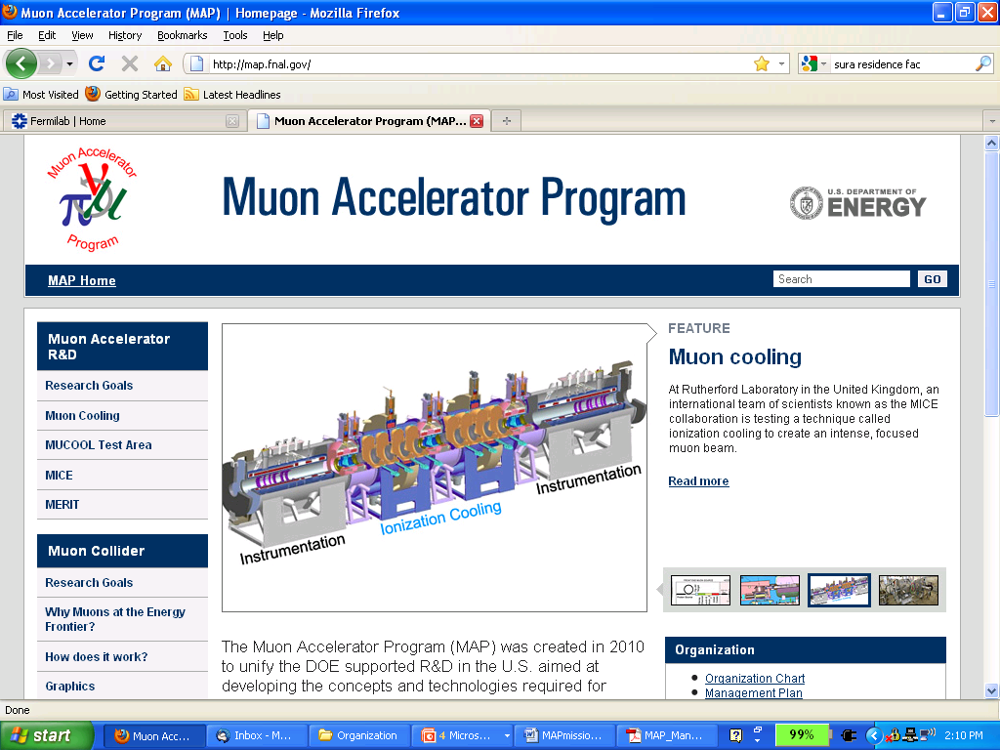 Muon Accelerator Program (MAP) | Homepage - Mozilla Firefox
File Edit View History Bookmarks Tools Help
http://map.fnal.gov/
sura residence fac
Most Visited Getting Started Latest Headlines
Fermilab | Home
Muon Accelerator Program (MAP...
Muon Accelerator
π ν μ
Program
Muon Accelerator Program
U.S. DEPARTMENT OF
ENERGY
MAP Home
Search
GO
Muon Accelerator
R&D
Research Goals
Muon Cooling
MUCOOL Test Area
MICE
MERIT
Muon Collider
Research Goals
Why Muons at the Energy
Frontier?
How does it work?
Graphics
Instrumentation
Ionization Cooling
Instrumentation
The Muon Accelerator Program (MAP) was created in 2010
to unify the DOE supported R&D in the U.S. aimed at
developing the concepts and technologies required for
FEATURE
Muon cooling
At Rutherford Laboratory in the United Kingdom, an
international team of scientists known as the MICE
collaboration is testing a technique called
ionization cooling to create an intense, focused
muon beam.
Read more
Organization
Organization Chart
Management Plan
Done
start
Muon Acc...
Inbox - M...
Organization
4 Micros...
MAPmissio...
MAP_Man...
99%
2:10 PM